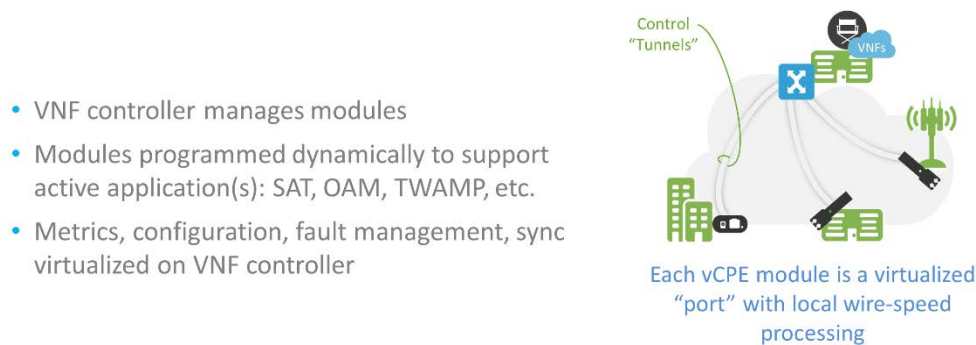 Control
"Tunnels"
VNFs
• VNF controller manages modules
• Modules programmed dynamically to support
active application(s): SAT, OAM, TWAMP, etc.
• Metrics, configuration, fault management, sync
virtualized on VNF controller
Each vCPE module is a virtualized
"port" with local wire-speed
processing